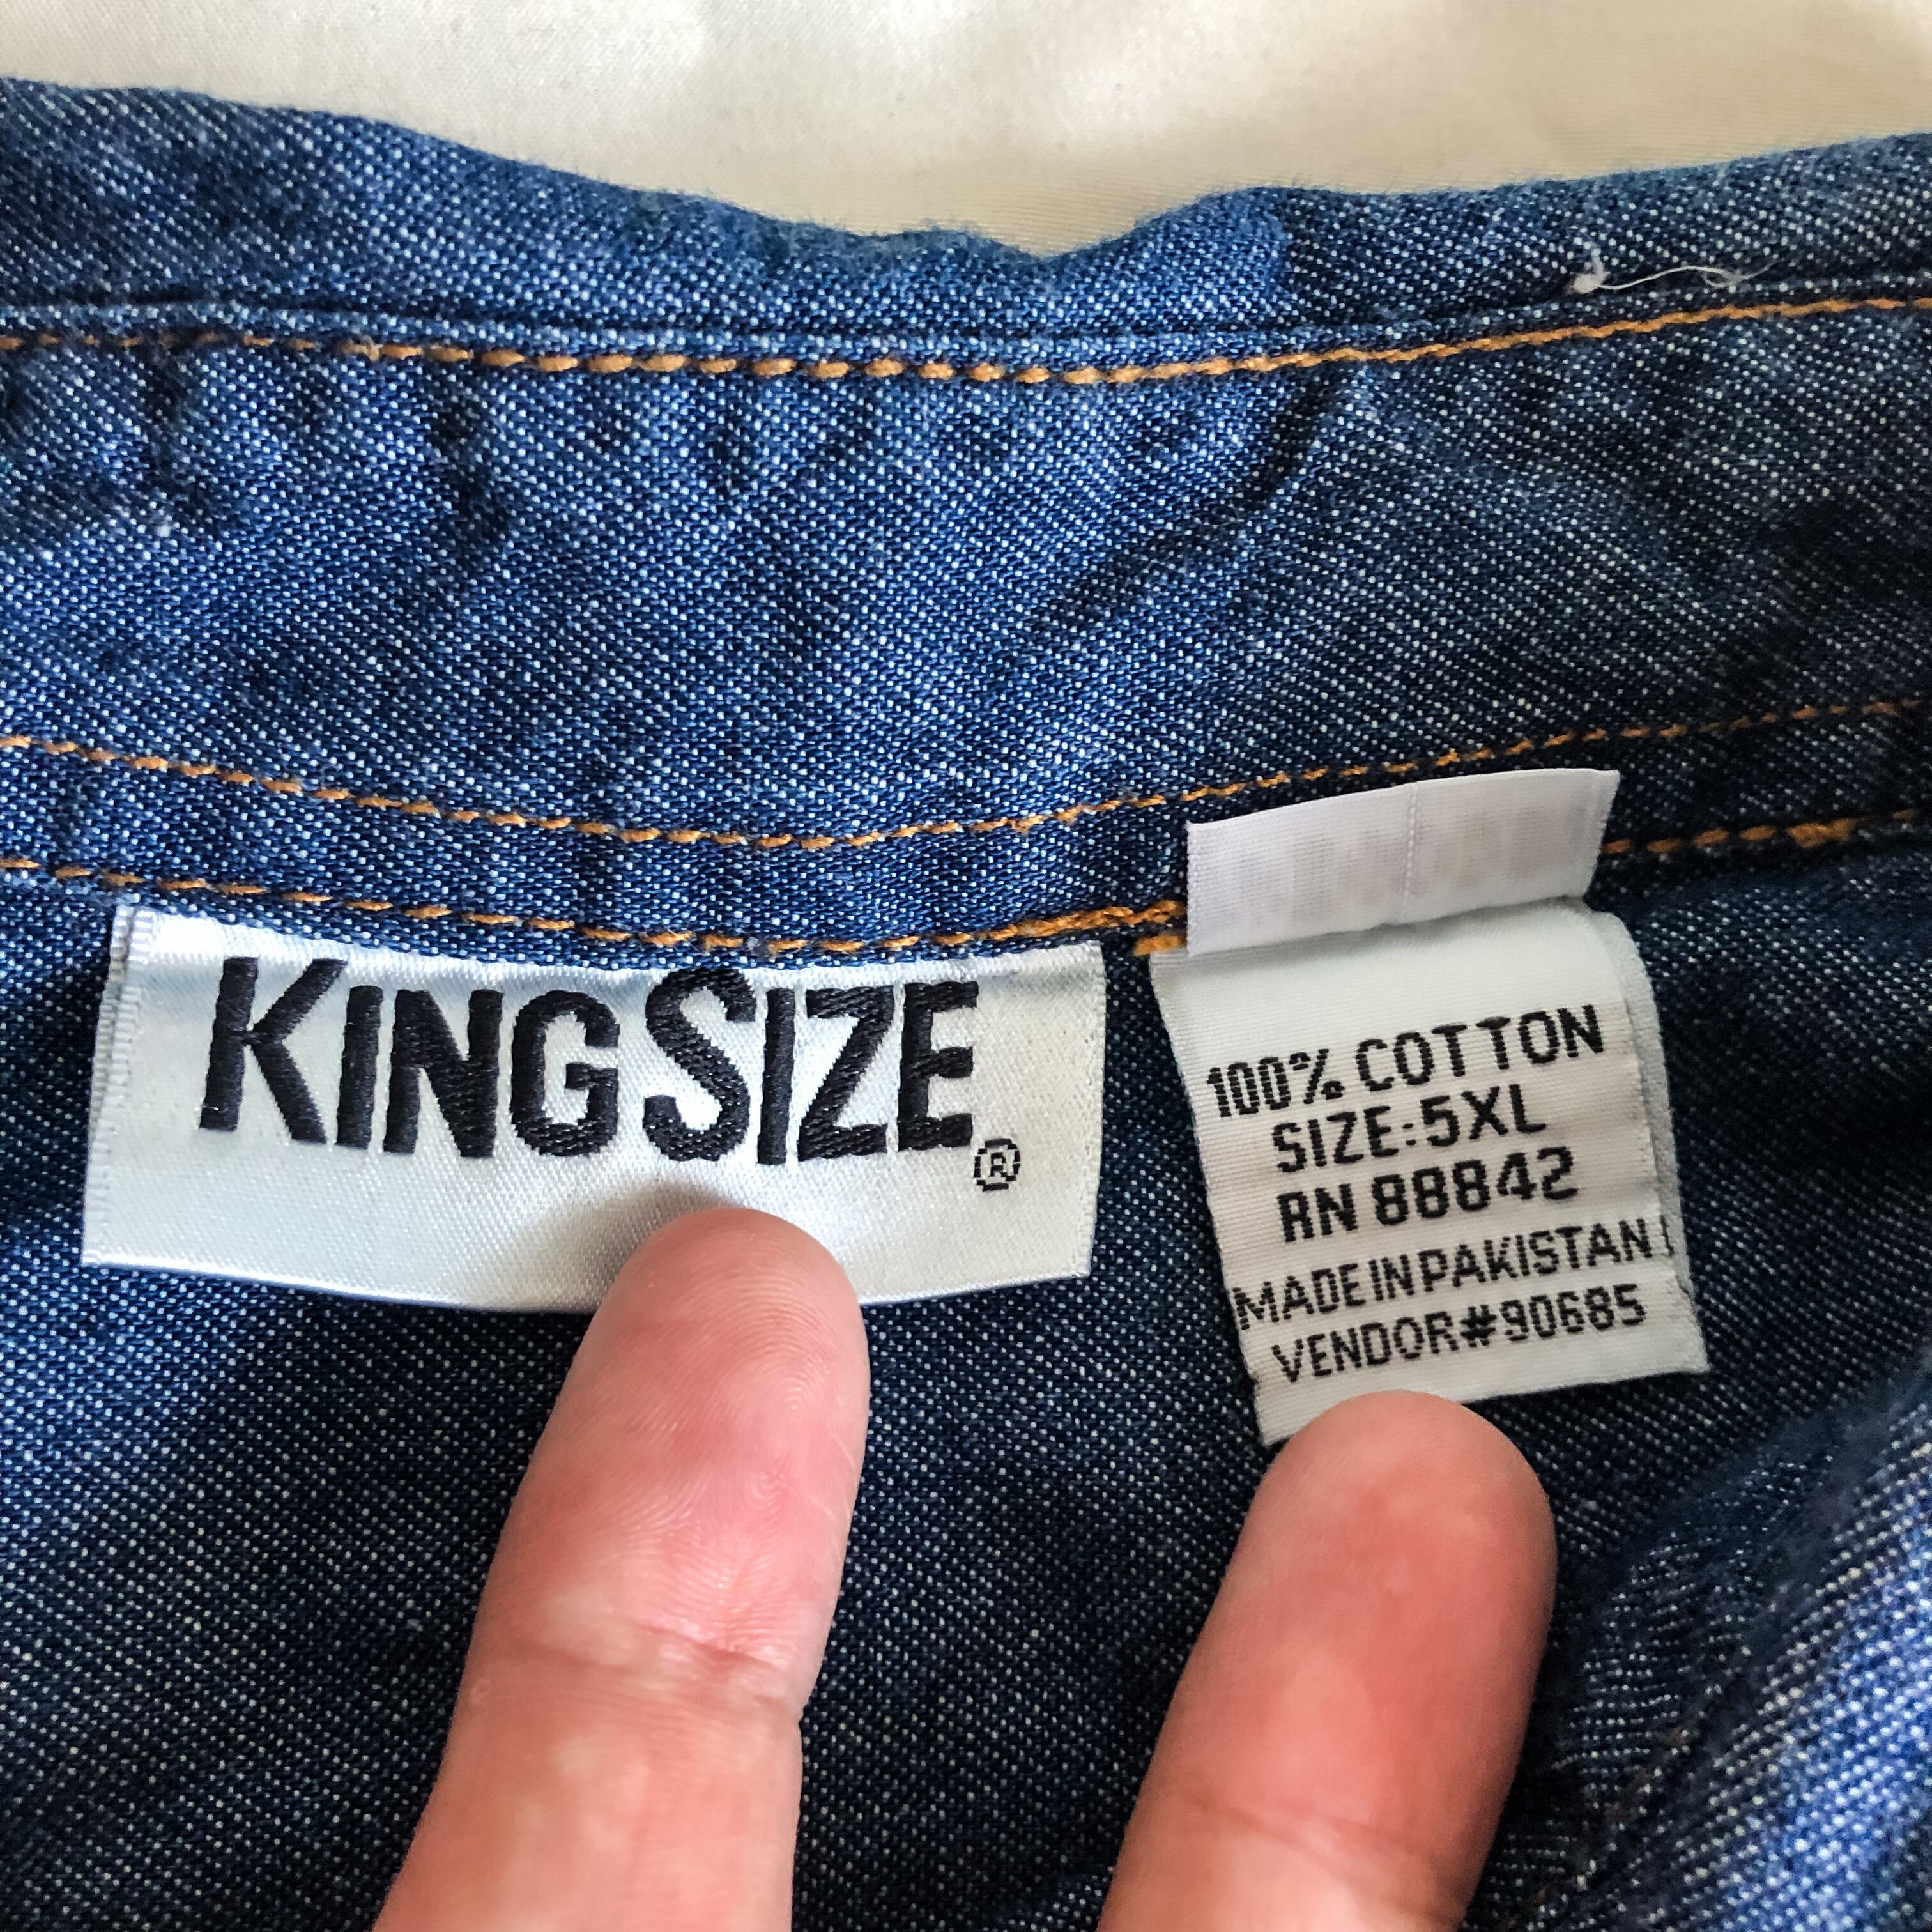 KINGSIZE®
100% COTTON
SIZE:5XL
RN 88842
MADE IN PAKISTAN
VENDOR#90685